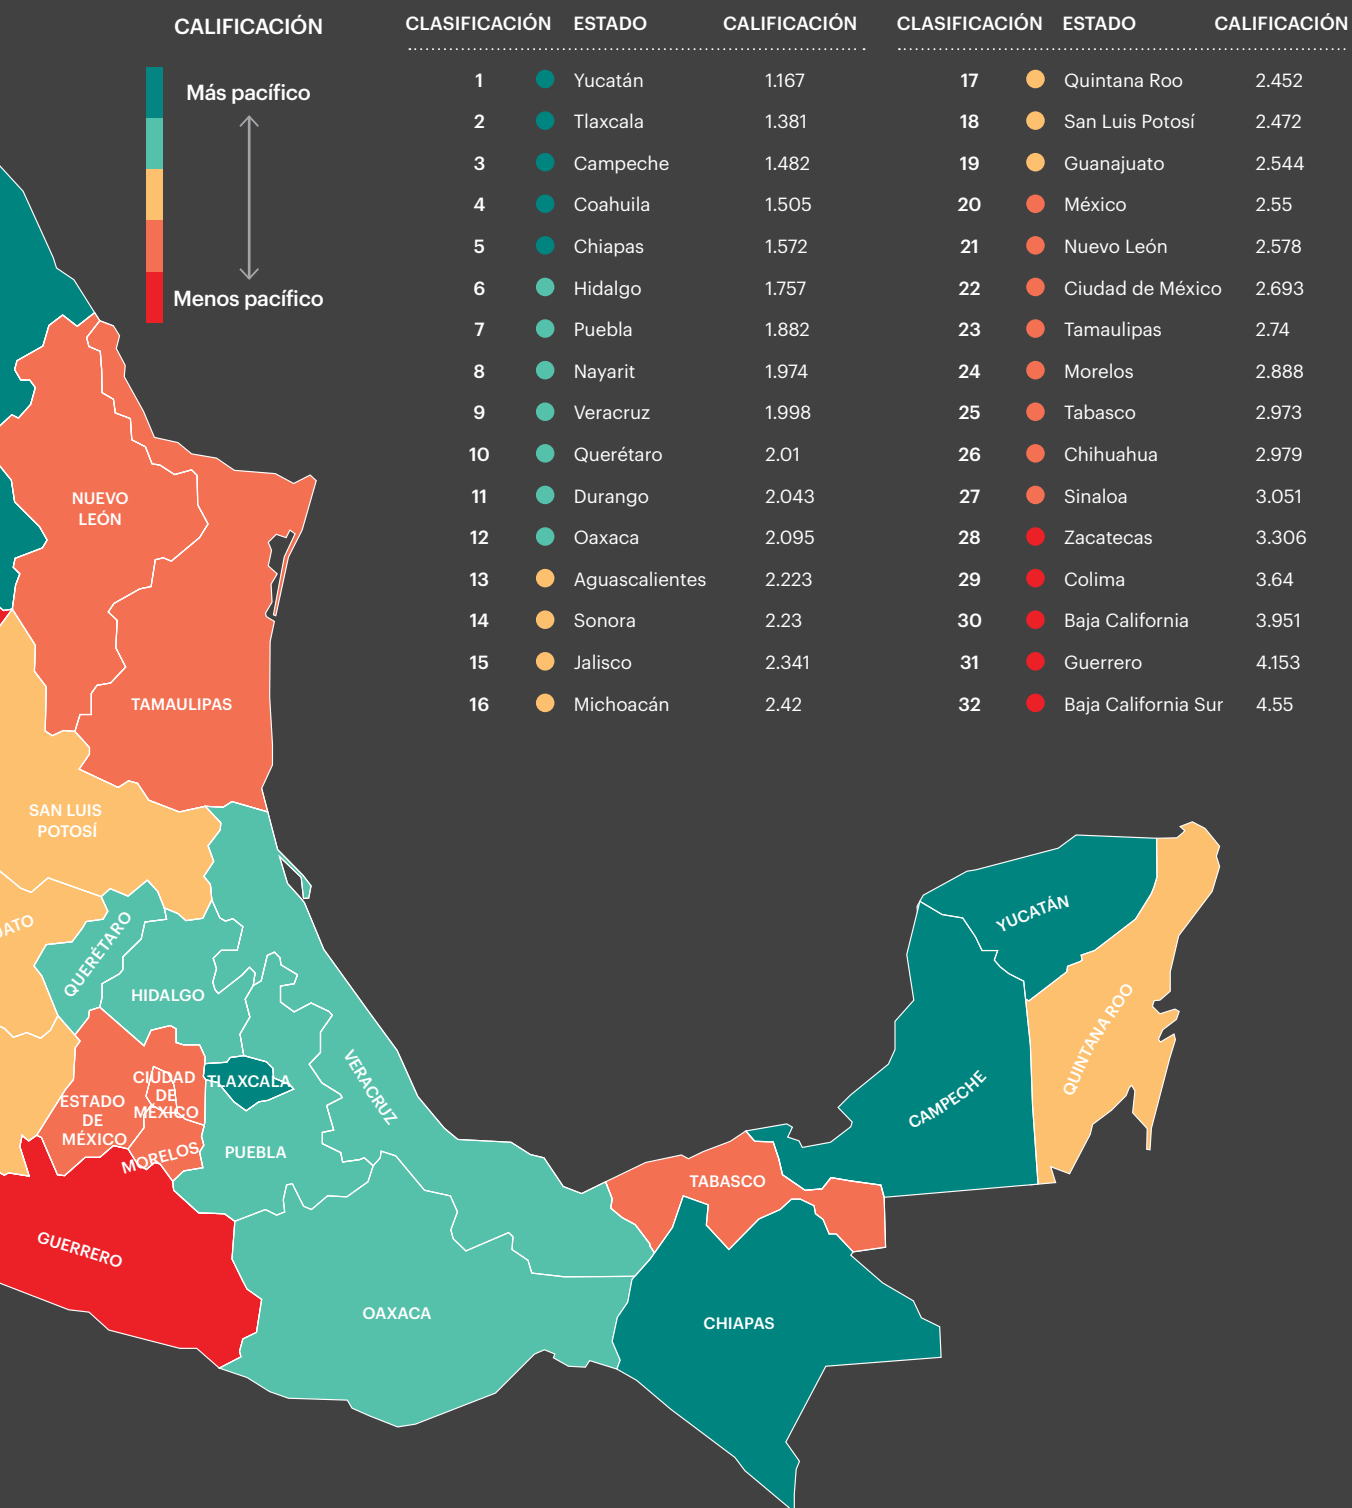 CALIFICACIÓN
Más pacífico
Menos pacífico
CLASIFICACIÓN ESTADO CALIFICACIÓN
1 Yucatán 1.167
2 Tlaxcala 1.381
3 Campeche 1.482
4 Coahuila 1.505
5 Chiapas 1.572
6 Hidalgo 1.757
7 Puebla 1.882
8 Nayarit 1.974
9 Veracruz 1.998
10 Querétaro 2.01
11 Durango 2.043
12 Oaxaca 2.095
13 Aguascalientes 2.223
14 Sonora 2.23
15 Jalisco 2.341
16 Michoacán 2.42
CLASIFICACIÓN ESTADO CALIFICACIÓN
17 Quintana Roo 2.452
18 San Luis Potosí 2.472
19 Guanajuato 2.544
20 México 2.55
21 Nuevo León 2.578
22 Ciudad de México 2.693
23 Tamaulipas 2.74
24 Morelos 2.888
25 Tabasco 2.973
26 Chihuahua 2.979
27 Sinaloa 3.051
28 Zacatecas 3.306
29 Colima 3.64
30 Baja California 3.951
31 Guerrero 4.153
32 Baja California Sur 4.55
NUEVO
LEÓN
TAMAULIPAS
SAN LUIS
POTOSÍ
UATO
QUERÉTARO
HIDALGO
CIUDAD
DE
MÉXICO
TLAXCALA
ESTADO
DE
MÉXICO
MORELOS
PUEBLA
VERACRUZ
GUERRERO
OAXACA
TABASCO
CHIAPAS
CAMPECHE
YUCATÁN
QUINTANA ROO